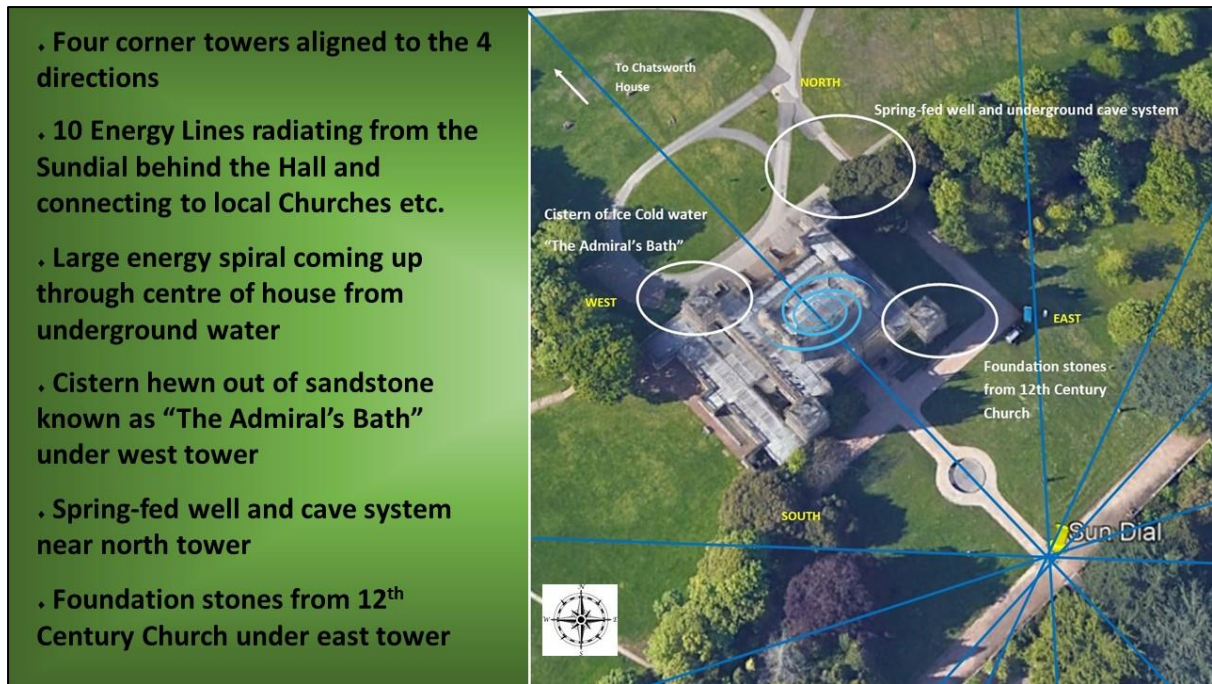 . Four corner towers aligned to the 4
directions
. 10 Energy Lines radiating from the
Sundial behind the Hall and
connecting to local Churches etc.
. Large energy spiral coming up
through centre of house from
underground water
. Cistern hewn out of sandstone
known as “The Admiral’s Bath”
under west tower
. Spring-fed well and cave system
near north tower
. Foundation stones from 12th
Century Church under east tower
To Chatsworth
House
NORTH
Spring-fed well and underground cave system
Cistern of Ice Cold water
“The Admiral’s Bath”
WEST
EAST
Foundation stones
from 12th Century
Church
SOUTH
Sun Dial
N
W
S